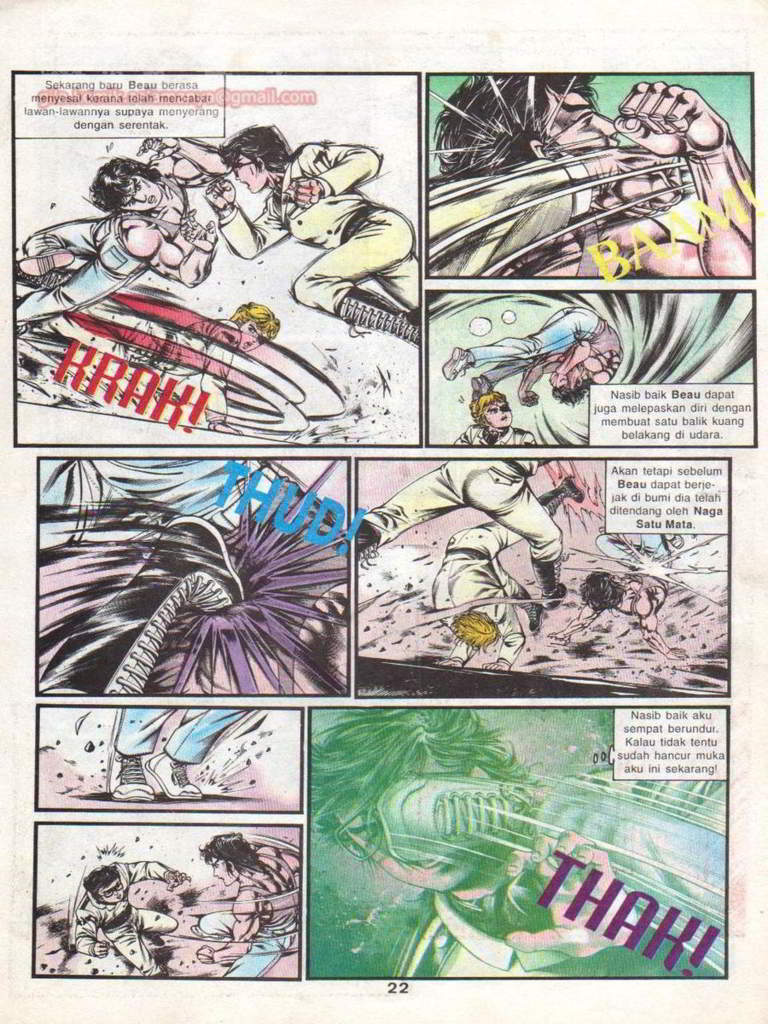 Sekarang baru Beau berasa
menyesal kerana telah mencabar
lawan-lawannya supaya menyerang
dengan serentak.
@gmail.com
KRAK!
BAAM!
Nasib baik Beau dapat
juga melepaskan diri dengan
membuat satu balik kuang
belakang di udara.
THUD!
Akan tetapi sebelum
Beau dapat berje-
jak di bumi dia telah
ditendang oleh Naga
Satu Mata.
Nasib baik aku
sempat berundur.
Kalau tidak tentu
sudah hancur muka
aku ini sekarang!
THAK!
22